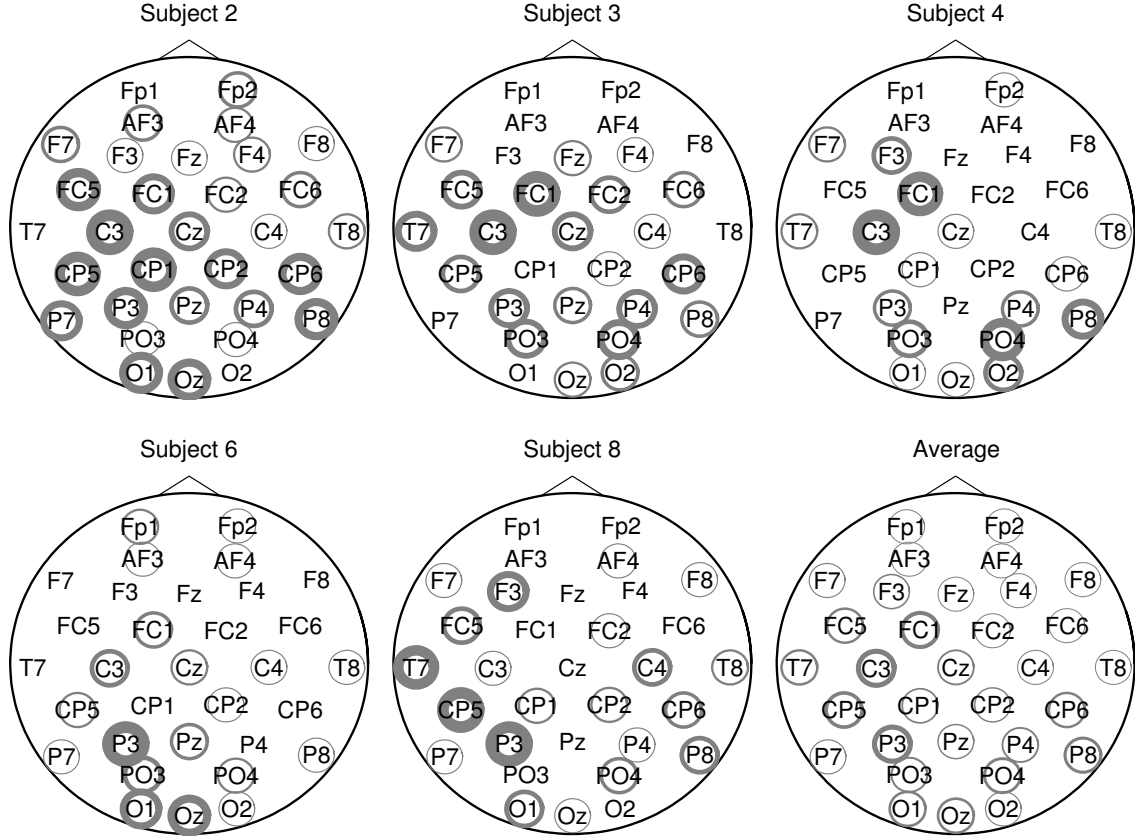 Subject 2
Fp1 Fp2
AF3 AF4
F7 F3 Fz F4 F8
FC5 FC1 FC2 FC6
T7 C3 Cz C4 T8
CP5 CP1 CP2 CP6
P7 P3 Pz P4 P8
PO3 PO4
O1 Oz O2
Subject 3
Fp1 Fp2
AF3 AF4
F7 F3 Fz F4 F8
FC5 FC1 FC2 FC6
T7 C3 Cz C4 T8
CP5 CP1 CP2 CP6
P7 P3 Pz P4 P8
PO3 PO4
O1 Oz O2
Subject 4
Fp1 Fp2
AF3 AF4
F7 F3 Fz F4 F8
FC5 FC1 FC2 FC6
T7 C3 Cz C4 T8
CP5 CP1 CP2 CP6
P7 P3 Pz P4 P8
PO3 PO4
O1 Oz O2
Subject 6
Fp1 Fp2
AF3 AF4
F7 F3 Fz F4 F8
FC5 FC1 FC2 FC6
T7 C3 Cz C4 T8
CP5 CP1 CP2 CP6
P7 P3 Pz P4 P8
PO3 PO4
O1 Oz O2
Subject 8
Fp1 Fp2
AF3 AF4
F7 F3 Fz F4 F8
FC5 FC1 FC2 FC6
T7 C3 Cz C4 T8
CP5 CP1 CP2 CP6
P7 P3 Pz P4 P8
PO3 PO4
O1 Oz O2
Average
Fp1 Fp2
AF3 AF4
F7 F3 Fz F4 F8
FC5 FC1 FC2 FC6
T7 C3 Cz C4 T8
CP5 CP1 CP2 CP6
P7 P3 Pz P4 P8
PO3 PO4
O1 Oz O2